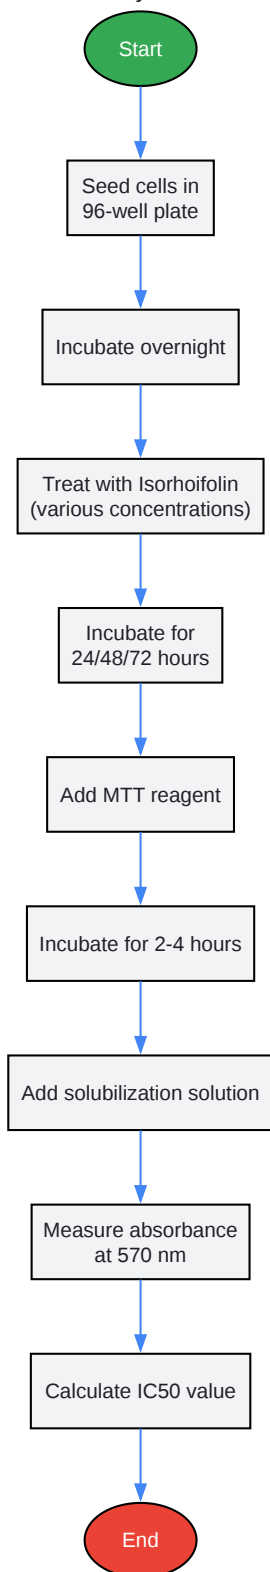 Start
Seed cells in
96-well plate
Incubate overnight
Treat with Isorhoifolin
(various concentrations)
Incubate for
24/48/72 hours
Add MTT reagent
Incubate for 2-4 hours
Add solubilization solution
Measure absorbance
at 570 nm
Calculate IC50 value
End